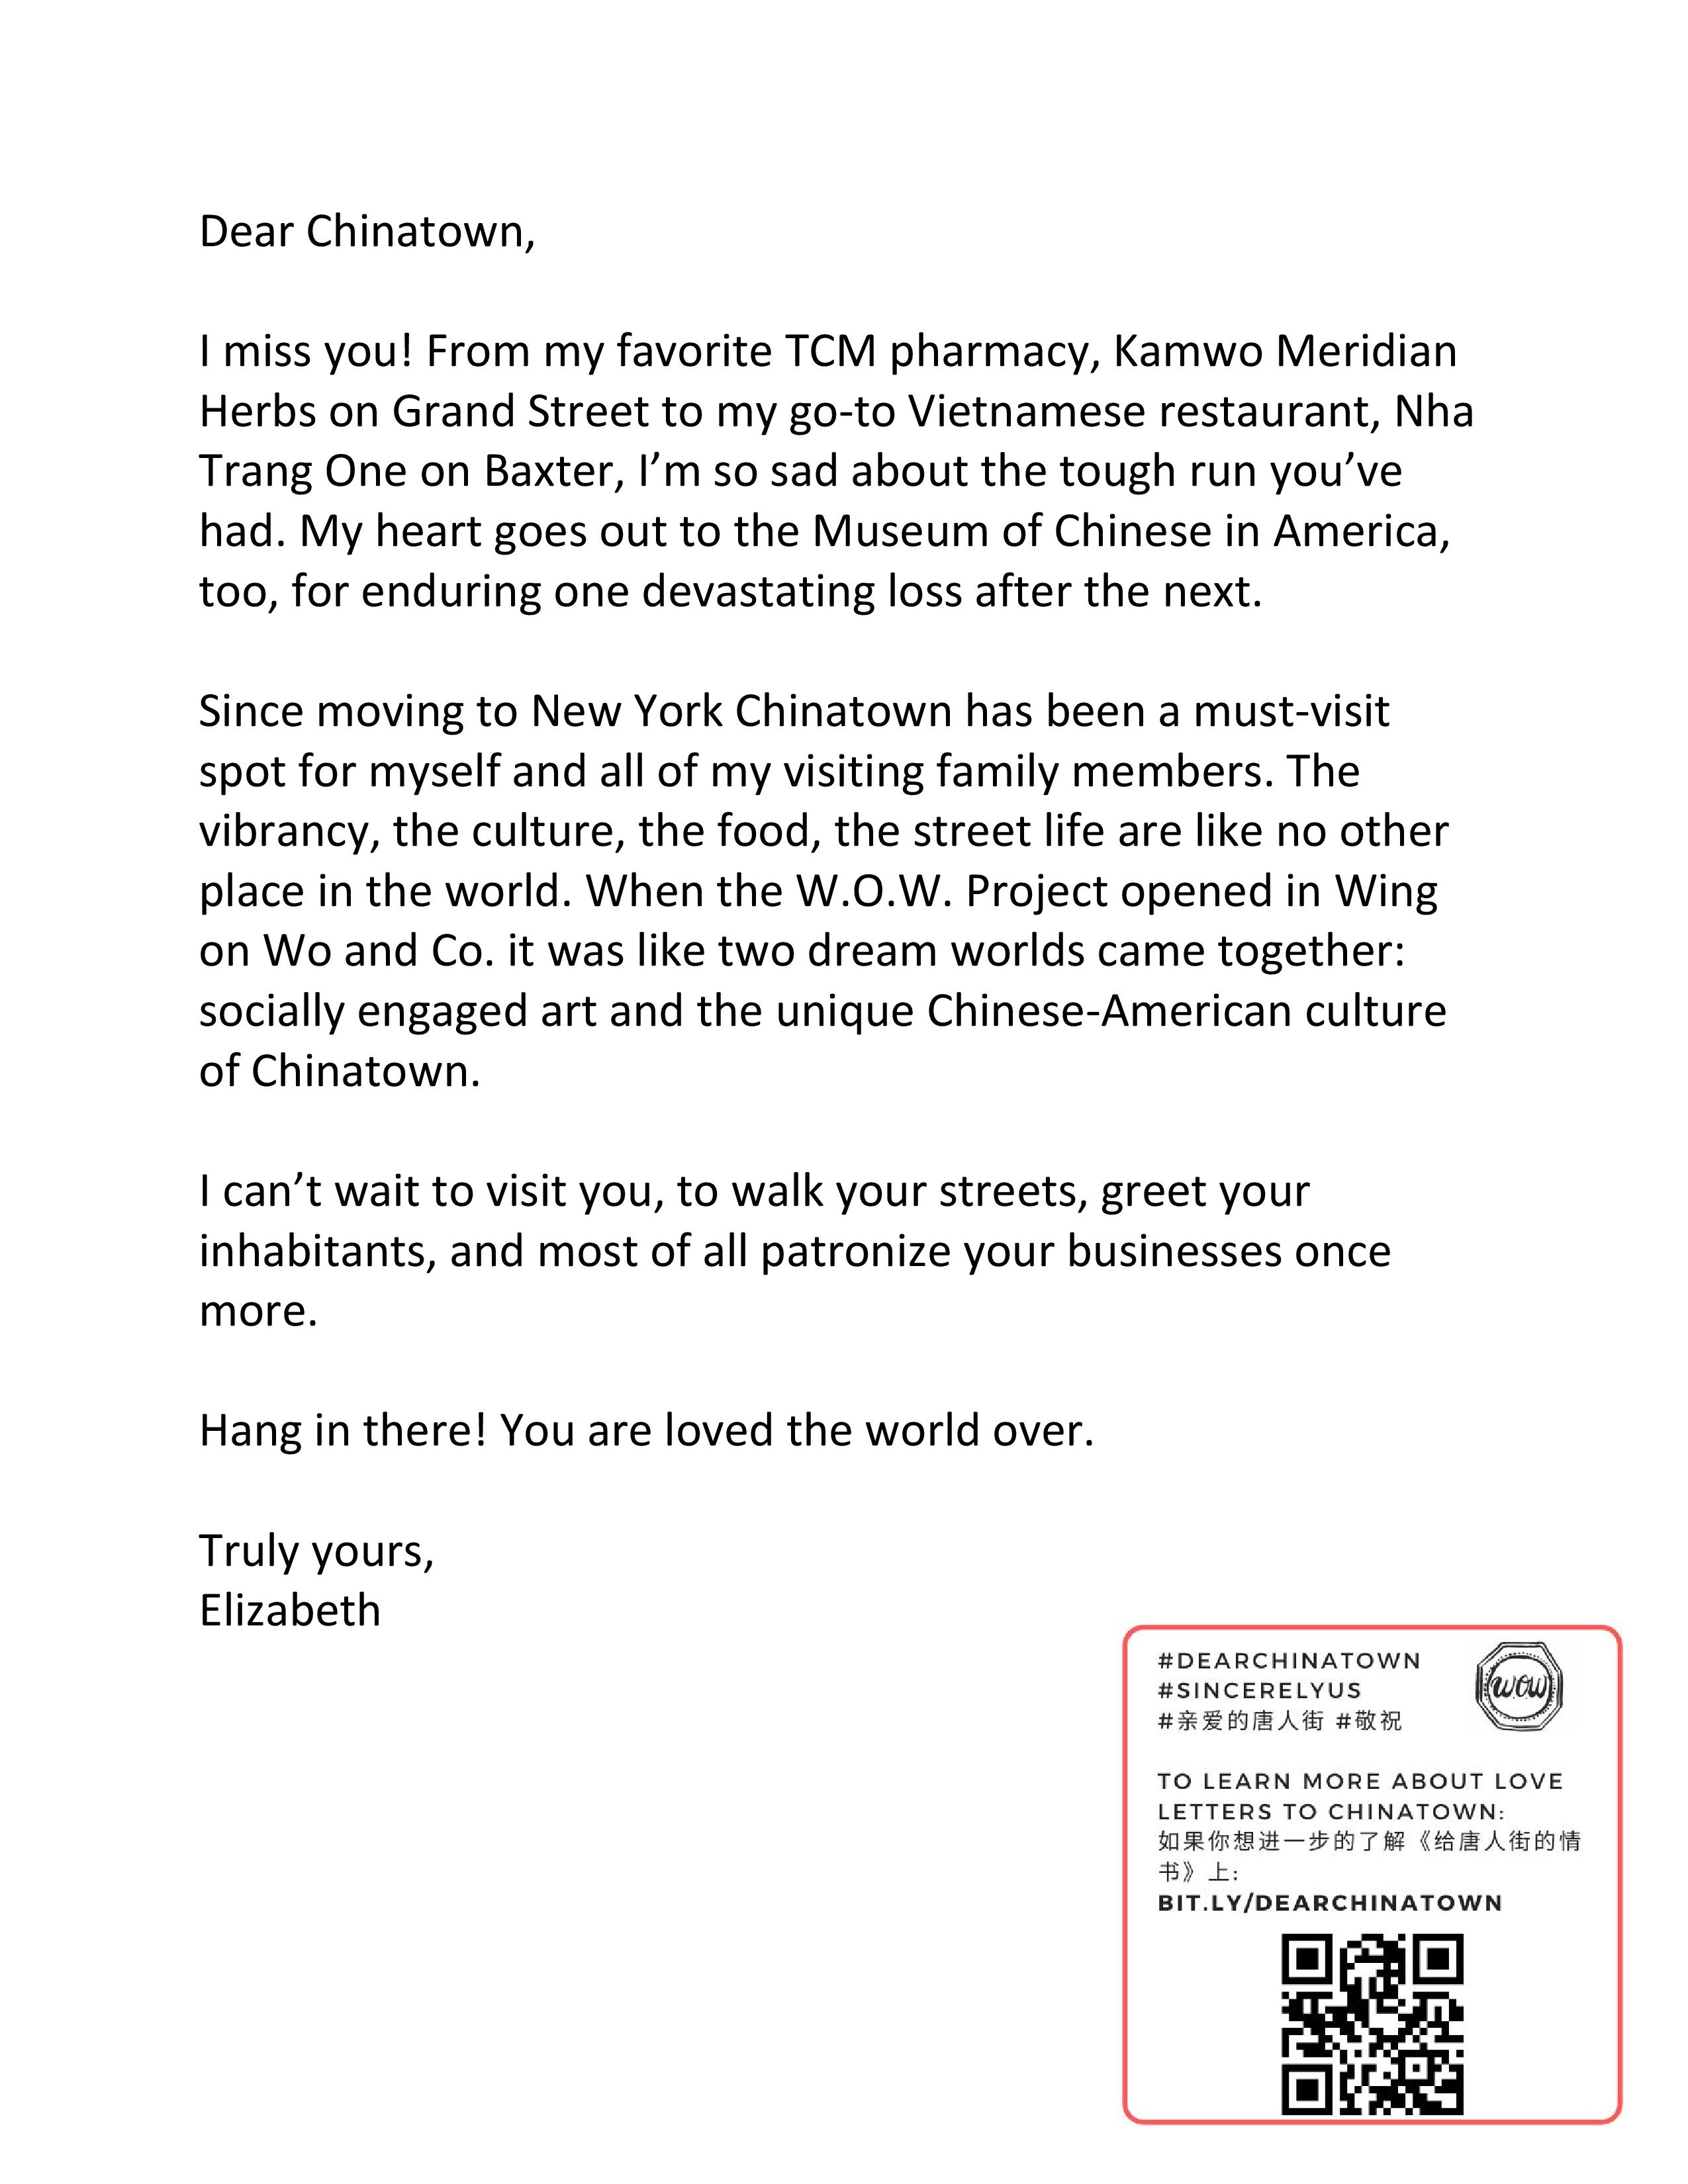 Dear Chinatown,
I miss you! From my favorite TCM pharmacy, Kamwo Meridian
Herbs on Grand Street to my go-to Vietnamese restaurant, Nha
Trang One on Baxter, I’m so sad about the tough run you’ve
had. My heart goes out to the Museum of Chinese in America,
too, for enduring one devastating loss after the next.
Since moving to New York Chinatown has been a must-visit
spot for myself and all of my visiting family members. The
vibrancy, the culture, the food, the street life are like no other
place in the world. When the W.O.W. Project opened in Wing
on Wo and Co. it was like two dream worlds came together:
socially engaged art and the unique Chinese-American culture
of Chinatown.
I can’t wait to visit you, to walk your streets, greet your
inhabitants, and most of all patronize your businesses once
more.
Hang in there! You are loved the world over.
Truly yours,
Elizabeth
#DEARCHINATOWN
#SINCERELYUS
#亲爱的唐人街 #敬祝
WOW
TO LEARN MORE ABOUT LOVE
LETTERS TO CHINATOWN:
如果你想进一步的了解《给唐人街的情
书》上:
BIT.LY/DEARCHINATOWN